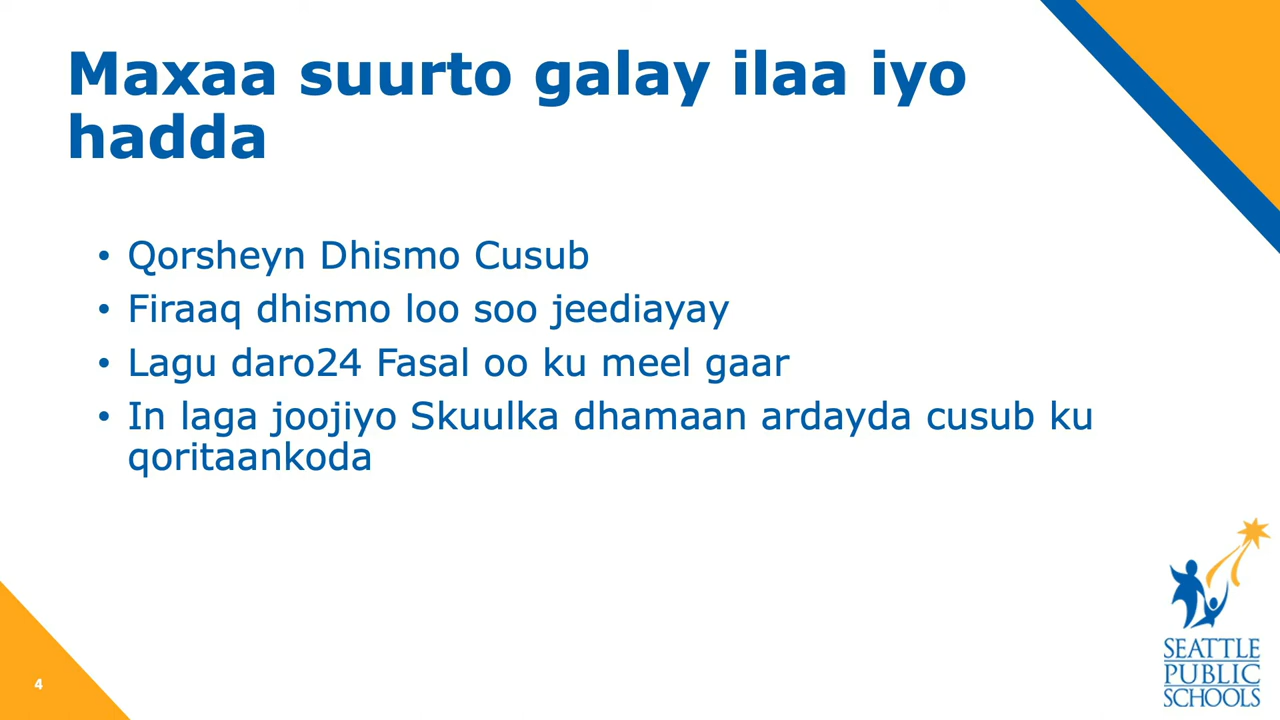 Maxaa suurto galay ilaa iyo
hadda
• Qorsheyn Dhismo Cusub
• Firaaq dhismo loo soo jeediayay
• Lagu daro24 Fasal oo ku meel gaar
• In laga joojiyo Skuulka dhamaan ardayda cusub ku
qoritaankoda
4
SEATTLE
PUBLIC
SCHOOLS